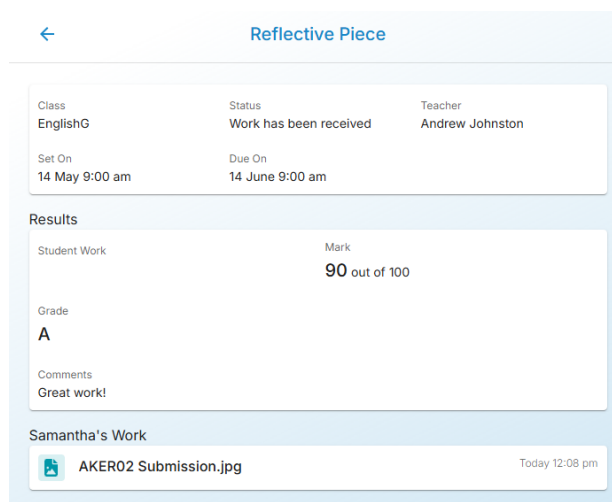 Reflective Piece
Class
Status
Teacher
EnglishG
Work has been received
Andrew Johnston
Set On
Due On
14 May 9:00 am
14 June 9:00 am
Results
Student Work
Mark
90 out of 100
Grade
A
Comments
Great work!
Samantha's Work
AKER02 Submission.jpg
Today 12:08 pm